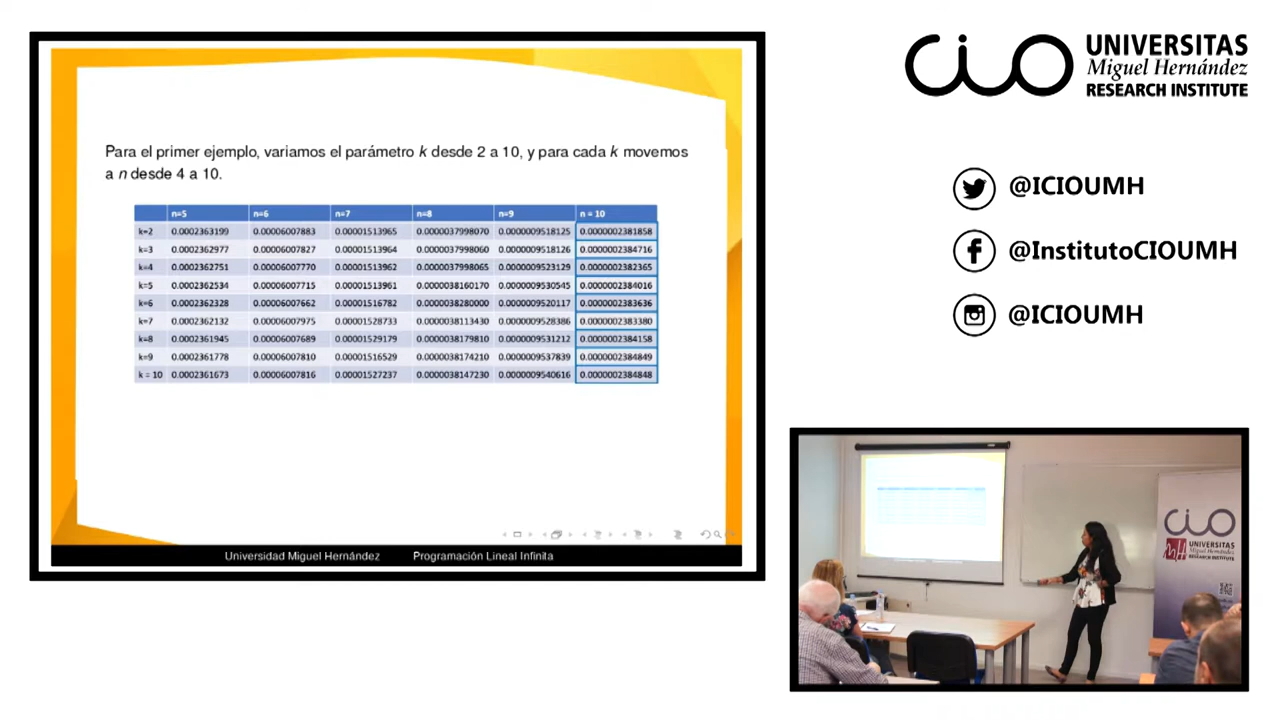 Para el primer ejemplo, variamos el parámetro k desde 2 a 10, y para cada k movemos
a n desde 4 a 10.
n=5 n=6 n=7 n=8 n=9 n = 10
k=2 0.0002363199 0.00006007883 0.00001513965 0.0000037998070 0.0000009518125 0.0000002381858
k=3 0.0002362977 0.00006007827 0.00001513964 0.0000037998060 0.0000009518126 0.0000002384716
k=4 0.0002362751 0.00006007770 0.00001513962 0.0000037998065 0.0000009523129 0.0000002382365
k=5 0.0002362534 0.00006007715 0.00001513961 0.0000038160170 0.0000009530545 0.0000002384016
k=6 0.0002362328 0.00006007662 0.00001516782 0.0000038280000 0.0000009520117 0.0000002383636
k=7 0.0002362132 0.00006007975 0.00001528733 0.0000038113430 0.0000009528386 0.0000002383380
k=8 0.0002361945 0.00006007689 0.00001529179 0.0000038179810 0.0000009531212 0.0000002384158
k=9 0.0002361778 0.00006007810 0.00001516529 0.0000038174210 0.0000009537839 0.0000002384849
k = 10 0.0002361673 0.00006007816 0.00001527237 0.0000038147230 0.0000009540616 0.0000002384848
Universidad Miguel Hernández Programación Lineal Infinita
CIO UNIVERSITAS
Miguel Hernández
RESEARCH INSTITUTE
@ICIOUMH
@InstitutoCIOUMH
@ICIOUMH
CIO
UNIVERSITAS
Miguel Hernández
RESEARCH INSTITUTE